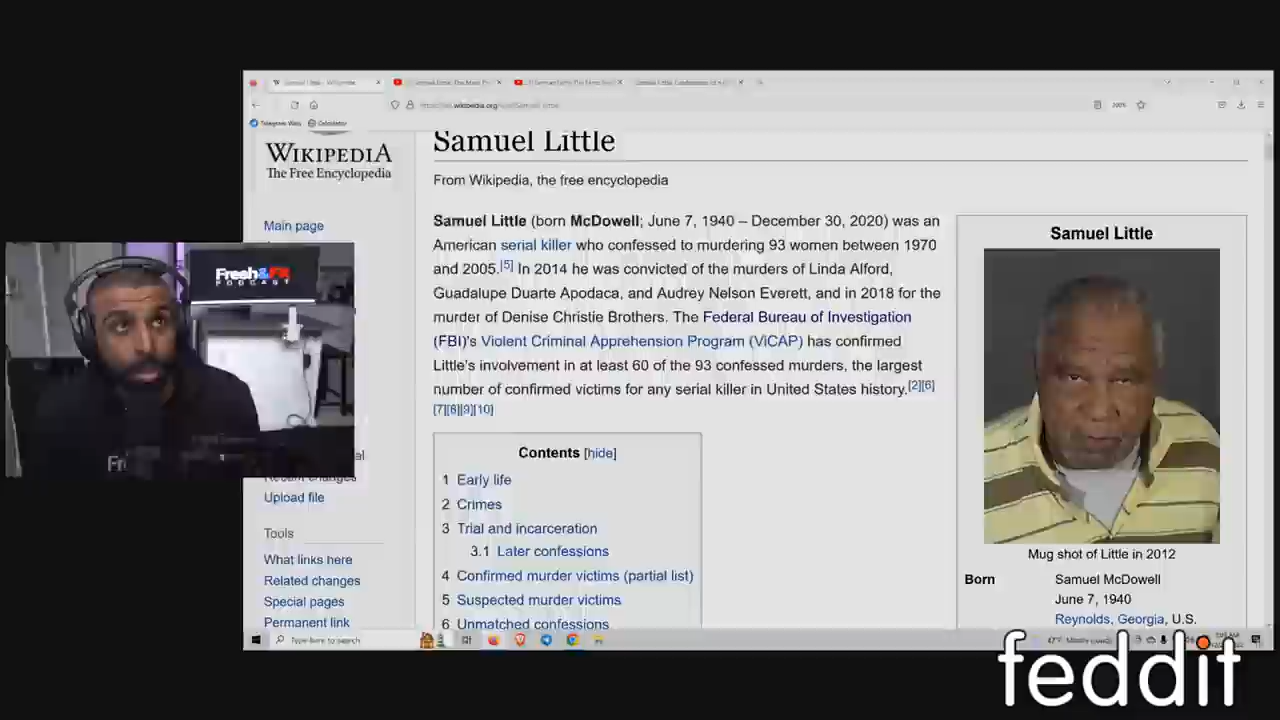 Samuel Little
WIKIPEDIA
The Free Encyclopedia
From Wikipedia, the free encyclopedia
Main page
Samuel Little (born McDowell; June 7, 1940 – December 30, 2020) was an
American serial killer who confessed to murdering 93 women between 1970
and 2005.[5] In 2014 he was convicted of the murders of Linda Alford,
Guadalupe Duarte Apodaca, and Audrey Nelson Everett, and in 2018 for the
murder of Denise Christie Brothers. The Federal Bureau of Investigation
(FBI)'s Violent Criminal Apprehension Program (ViCAP) has confirmed
Little's involvement in at least 60 of the 93 confessed murders, the largest
number of confirmed victims for any serial killer in United States history.[2][6]
[7][8][9][10]
Samuel Little
Mug shot of Little in 2012
Born
Samuel McDowell
June 7, 1940
Reynolds, Georgia, U.S.
Contents [hide]
1 Early life
2 Crimes
3 Trial and incarceration
3.1 Later confessions
4 Confirmed murder victims (partial list)
5 Suspected murder victims
6 Unmatched confessions
Fresh&Fit
PODCAST
Recent changes
Upload file
Tools
What links here
Related changes
Special pages
Permanent link
Type here to search
feddit